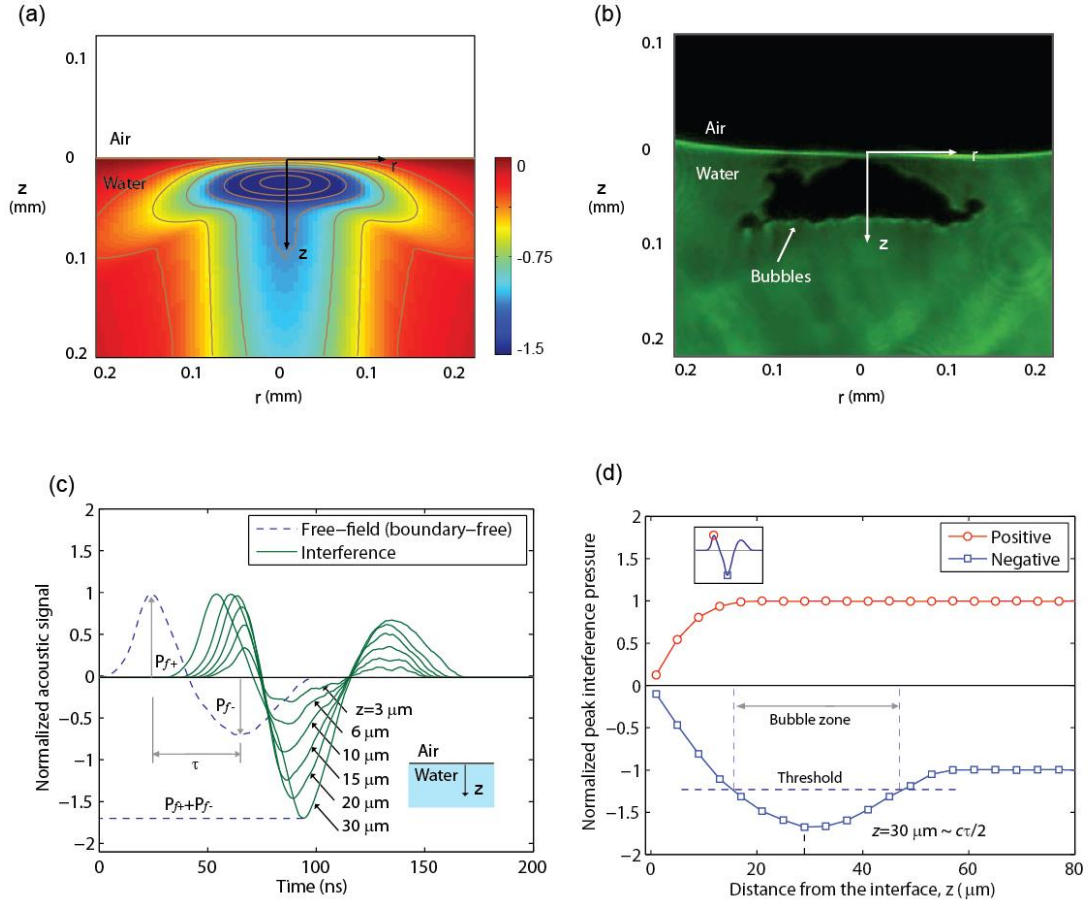 (a)
0.1
Air
0
Water
r
z
(mm)
z
0.1
0.2
0.2
0.1
0
0.1
0.2
r (mm)
0
-0.75
-1.5
(b)
0.1
Air
0
Water
r
z
(mm)
z
0.1
Bubbles
0.2
0.2
0.1
0
0.1
0.2
r (mm)
(c)
2
1.5
1
0.5
0
−0.5
−1
−1.5
−2
Normalized acoustic signal
Free−field (boundary−free)
Interference
Pf+
Pf-
τ
Pf++Pf-
z=3 μm
6 μm
10 μm
15 μm
20 μm
30 μm
Air
Water
z
0
50
100
150
200
Time (ns)
(d)
2
1.5
1
0.5
0
−0.5
−1
−1.5
−2
Normalized peak interference pressure
Positive
Negative
Bubble zone
Threshold
z=30 μm ~ cτ/2
0
20
40
60
80
Distance from the interface, z ( μm)